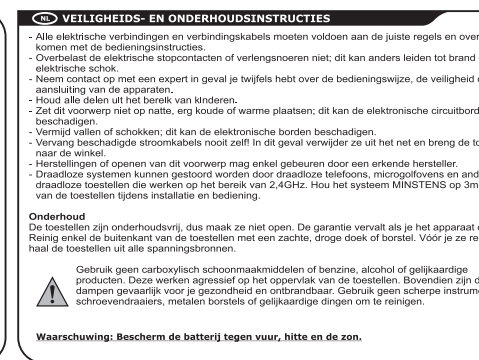 NL VEILIGHEIDS- EN ONDERHOUDSINSTRUCTIES
- Alle elektrische verbindingen en verbindingskabels moeten voldoen aan de juiste regels en
komen met de bedieningsinstructies.
- Overbelast de elektrische stopcontacten of verlengsnoeren niet; dit kan anders leiden tot brand
elektrische schok.
- Neem contact op met een expert in geval je twijfels hebt over de bedieningswijze, de veiligheid
aansluiting van de apparaten.
- Houd alle delen uit het bereik van kinderen.
- Zet dit voorwerp niet op natte, erg koude of warme plaatsen; dit kan de elektronische
beschadigen.
- Vermijd vallen of schokken; dit kan de elektronische borden beschadigen.
- Vervang beschadigde stroomkabels nooit zelf! In dit geval verwijder ze uit het net en breng de
naar de winkel.
- Herstellingen of openen van dit voorwerp mag enkel gebeuren door een erkende hersteller.
- Draadloze systemen kunnen gestoord worden door draadloze telefoons, microgolfovens en
draadloze toestellen die werken op het bereik van 2,4GHz. Hou het systeem MINSTENS op 3m
van de toestellen tijdens installatie en bediening.
Onderhoud
De toestellen zijn onderhoudsvrij, dus maak ze niet open. De garantie vervalt als je het apparaat
Reinig enkel de buitenkant van de toestellen met een zachte, droge doek of borstel. Vóór je ze
haal de toestellen uit alle spanningsbronnen.
Gebruik geen carboxylisch schoonmaakmiddelen of benzine, alcohol of gelijkaardige
producten. Deze werken agressief op het oppervlak van de toestellen. Bovendien zijn
dampen gevaarlijk voor je gezondheid en ontbrandbaar. Gebruik geen scherpe
schroevendraaiers, metalen borstels of gelijkaardige dingen om te reinigen.
Waarschuwing: Bescherm de batterij tegen vuur, hitte en de zon.